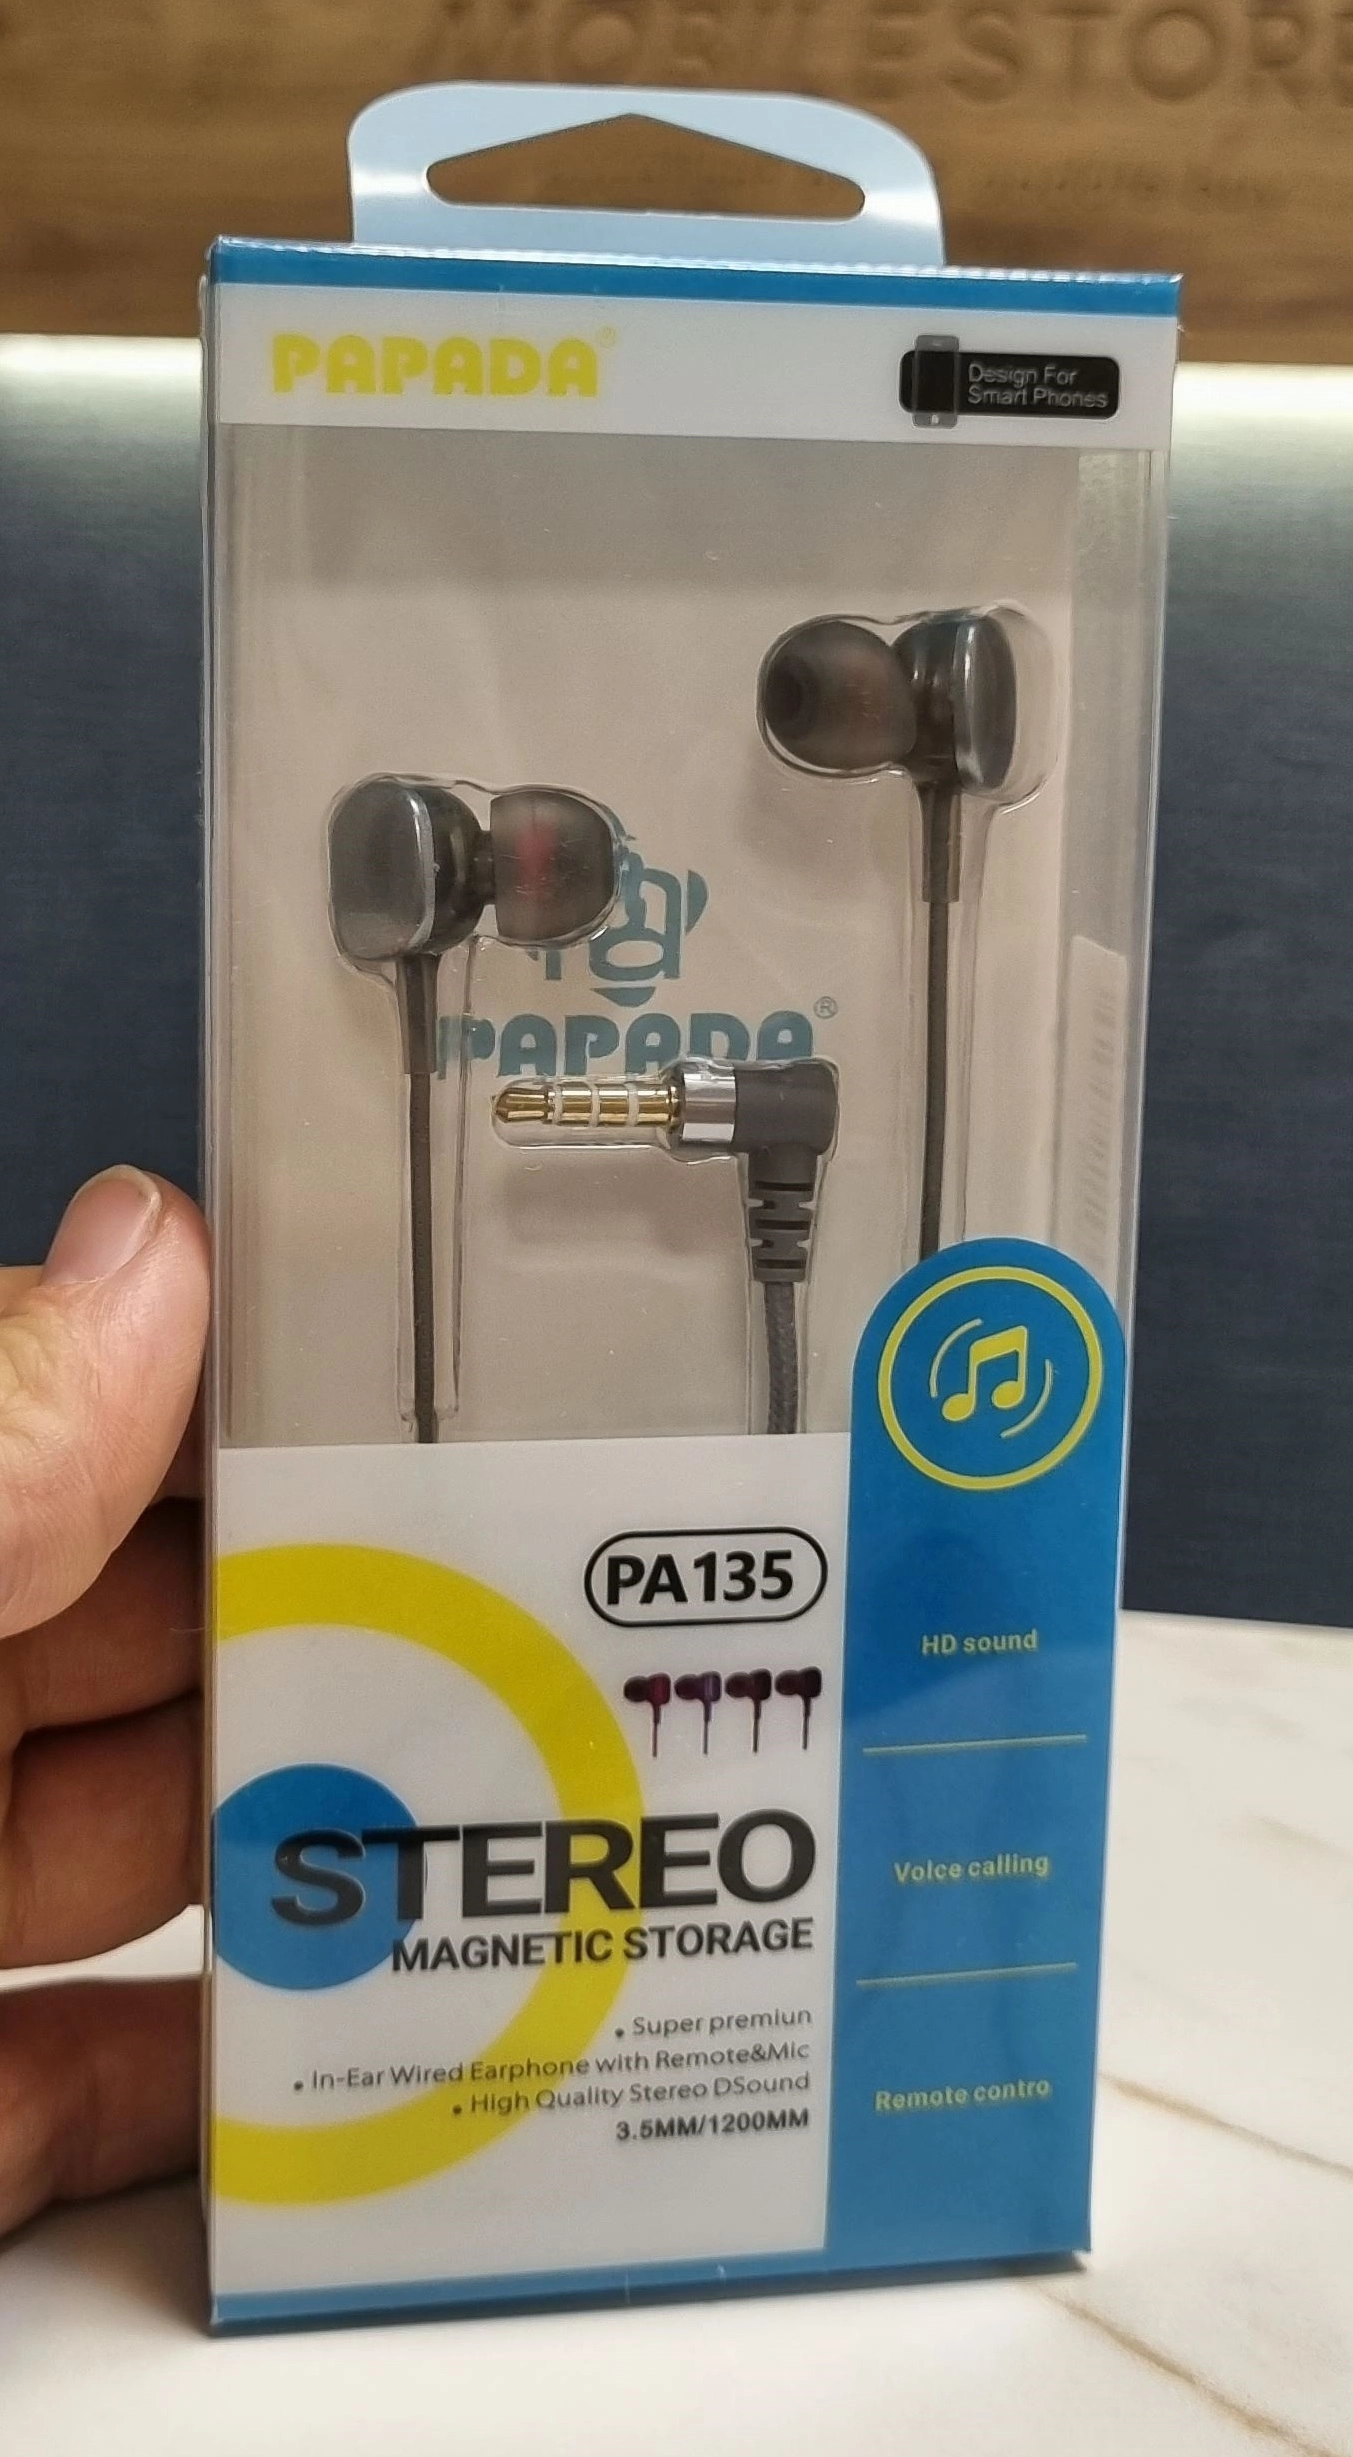 MOBILESTORE
PAPADA®
Design For
Smart Phones
PAPADA®
PA135
HD sound
STEREO
MAGNETIC STORAGE
Voice calling
• Super premiun
• In-Ear Wired Earphone with Remote&Mic
• High Quality Stereo DSound
3.5MM/1200MM
Remote contro